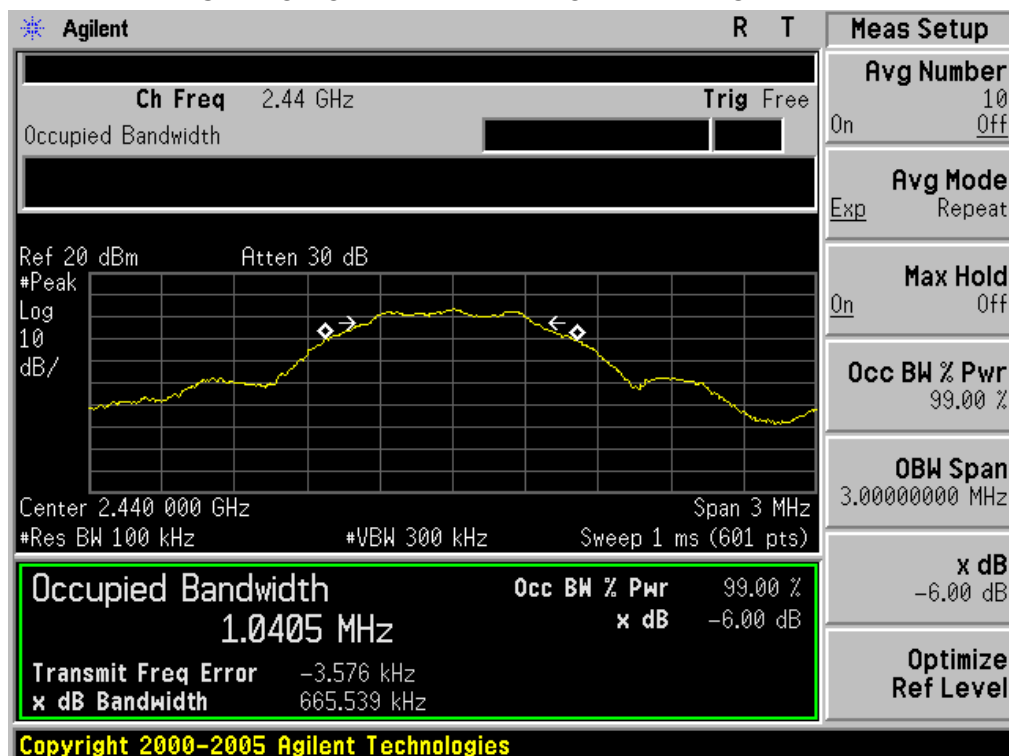 Agilent R T
Meas Setup
Ch Freq 2.44 GHz Trig Free
Occupied Bandwidth
Ref 20 dBm Atten 30 dB
#Peak
Log
10
dB/
Center 2.440 000 GHz Span 3 MHz
#Res BW 100 kHz #VBW 300 kHz Sweep 1 ms (601 pts)
Occupied Bandwidth Occ BW % Pwr 99.00 %
1.0405 MHz x dB -6.00 dB
Transmit Freq Error -3.576 kHz
x dB Bandwidth 665.539 kHz
Avg Number
10
On Off
Avg Mode
Exp Repeat
Max Hold
On Off
Occ BW % Pwr
99.00 %
OBW Span
3.00000000 MHz
x dB
-6.00 dB
Optimize
Ref Level
Copyright 2000-2005 Agilent Technologies